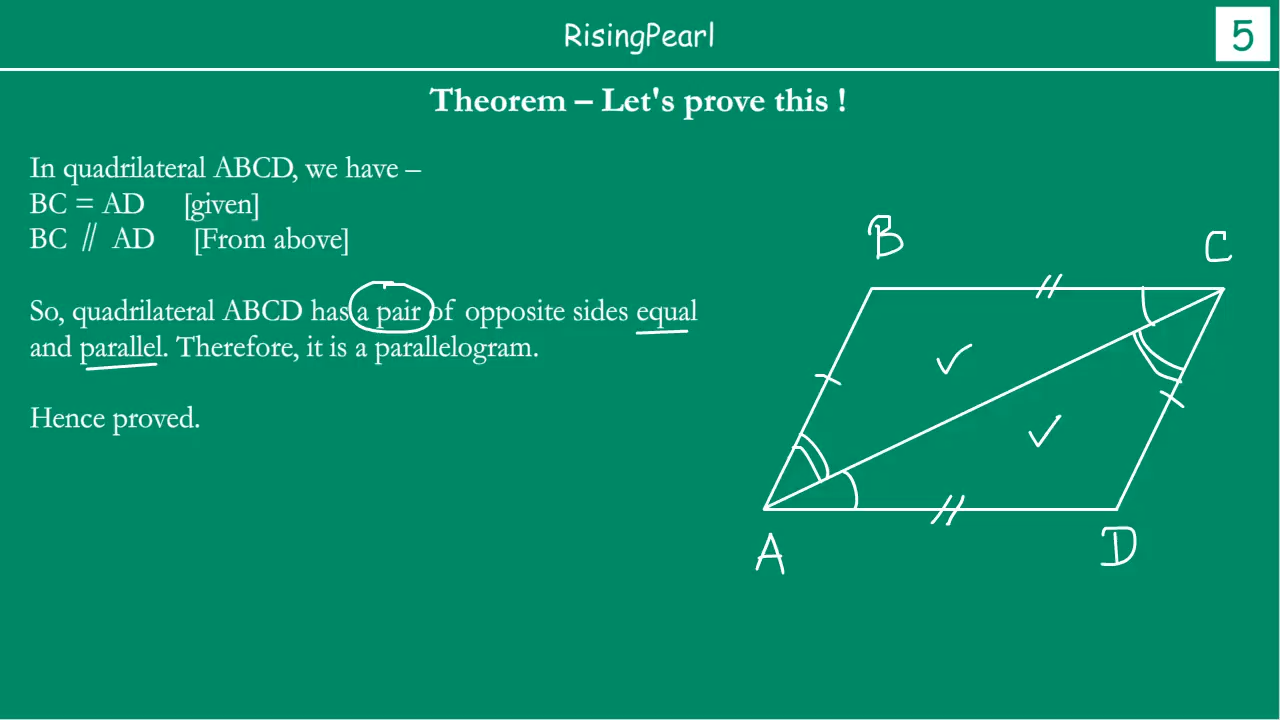 RisingPearl
5
Theorem – Let's prove this !
In quadrilateral ABCD, we have –
BC = AD [given]
BC // AD [From above]
So, quadrilateral ABCD has a pair of opposite sides equal
and parallel. Therefore, it is a parallelogram.
Hence proved.
B
C
A
D